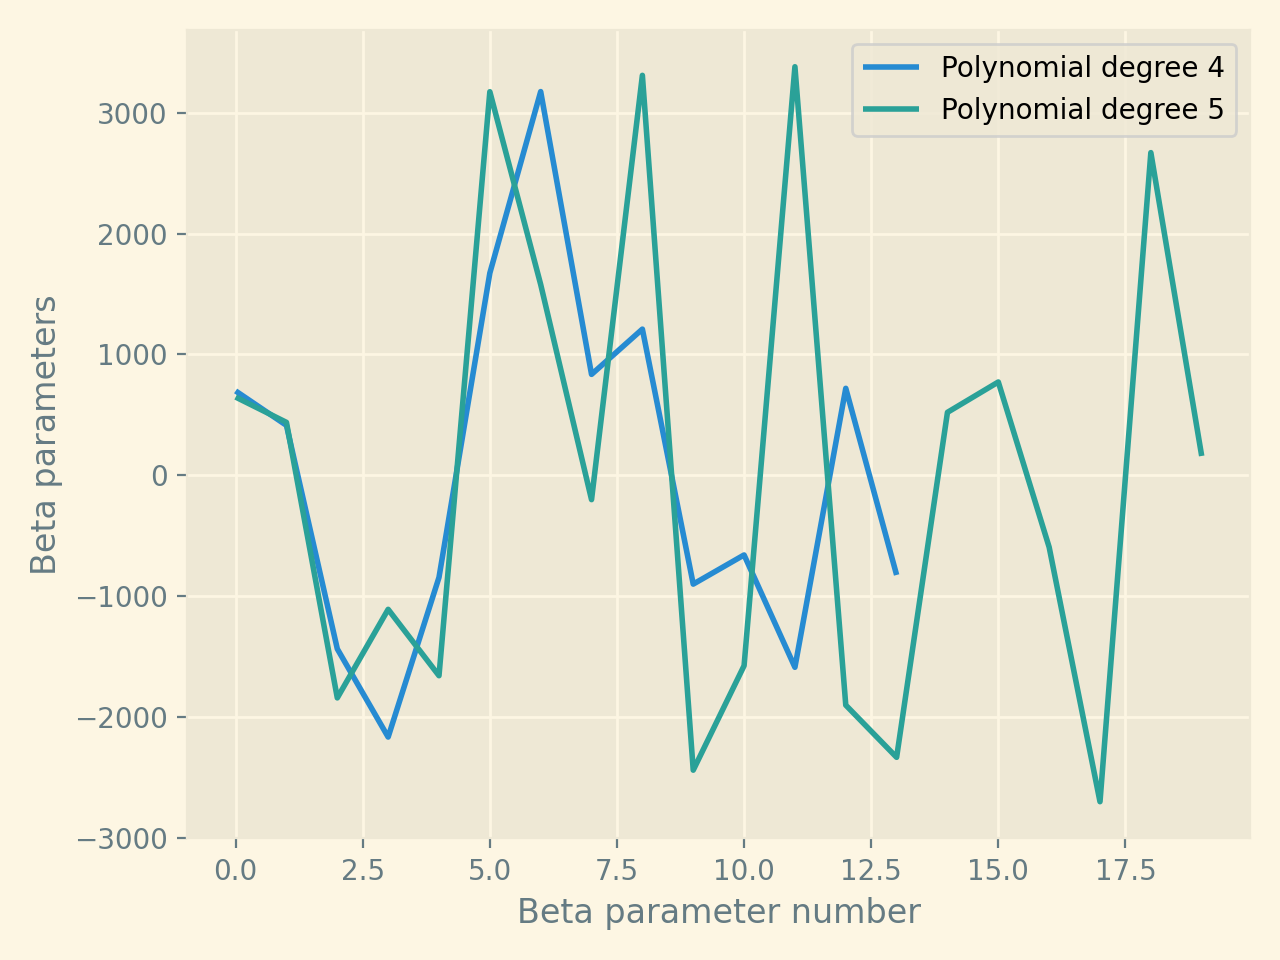 Polynomial degree 4
Polynomial degree 5
3000
2000
1000
0
−1000
−2000
−3000
Beta parameters
0.0 2.5 5.0 7.5 10.0 12.5 15.0 17.5
Beta parameter number